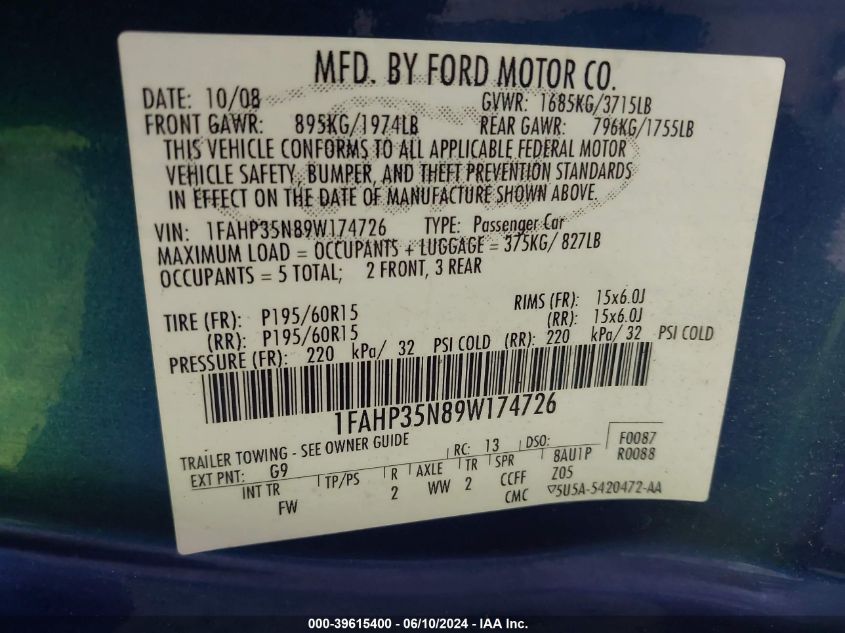 MFD. BY FORD MOTOR CO.
DATE: 10/08 GVWR: 1685KG/3715LB
FRONT GAWR: 895KG/1974LB REAR GAWR: 796KG/1755LB
THIS VEHICLE CONFORMS TO ALL APPLICABLE FEDERAL MOTOR
VEHICLE SAFETY, BUMPER, AND THEFT PREVENTION STANDARDS
IN EFFECT ON THE DATE OF MANUFACTURE SHOWN ABOVE.
VIN: 1FAHP35N89W174726 TYPE: Passenger Car
MAXIMUM LOAD = OCCUPANTS + LUGGAGE = 375KG/ 827LB
OCCUPANTS = 5 TOTAL; 2 FRONT, 3 REAR
TIRE (FR): P195/60R15 RIMS (FR): 15x6.0J
(RR): P195/60R15 (RR): 15x6.0J
PRESSURE (FR): 220 kPa/ 32 PSI COLD (RR): 220 kPa/ 32 PSI COLD
1FAHP35N89W174726
TRAILER TOWING - SEE OWNER GUIDE RC: 13 DSO: F0087
EXT PNT: G9 R0088
INT TR TP/PS R AXLE TR SPR 8AU1P
FW 2 WW 2 CCFF Z05
CMC 5U5A-5420472-AA
000-39615400 - 06/10/2024 - IAA Inc.